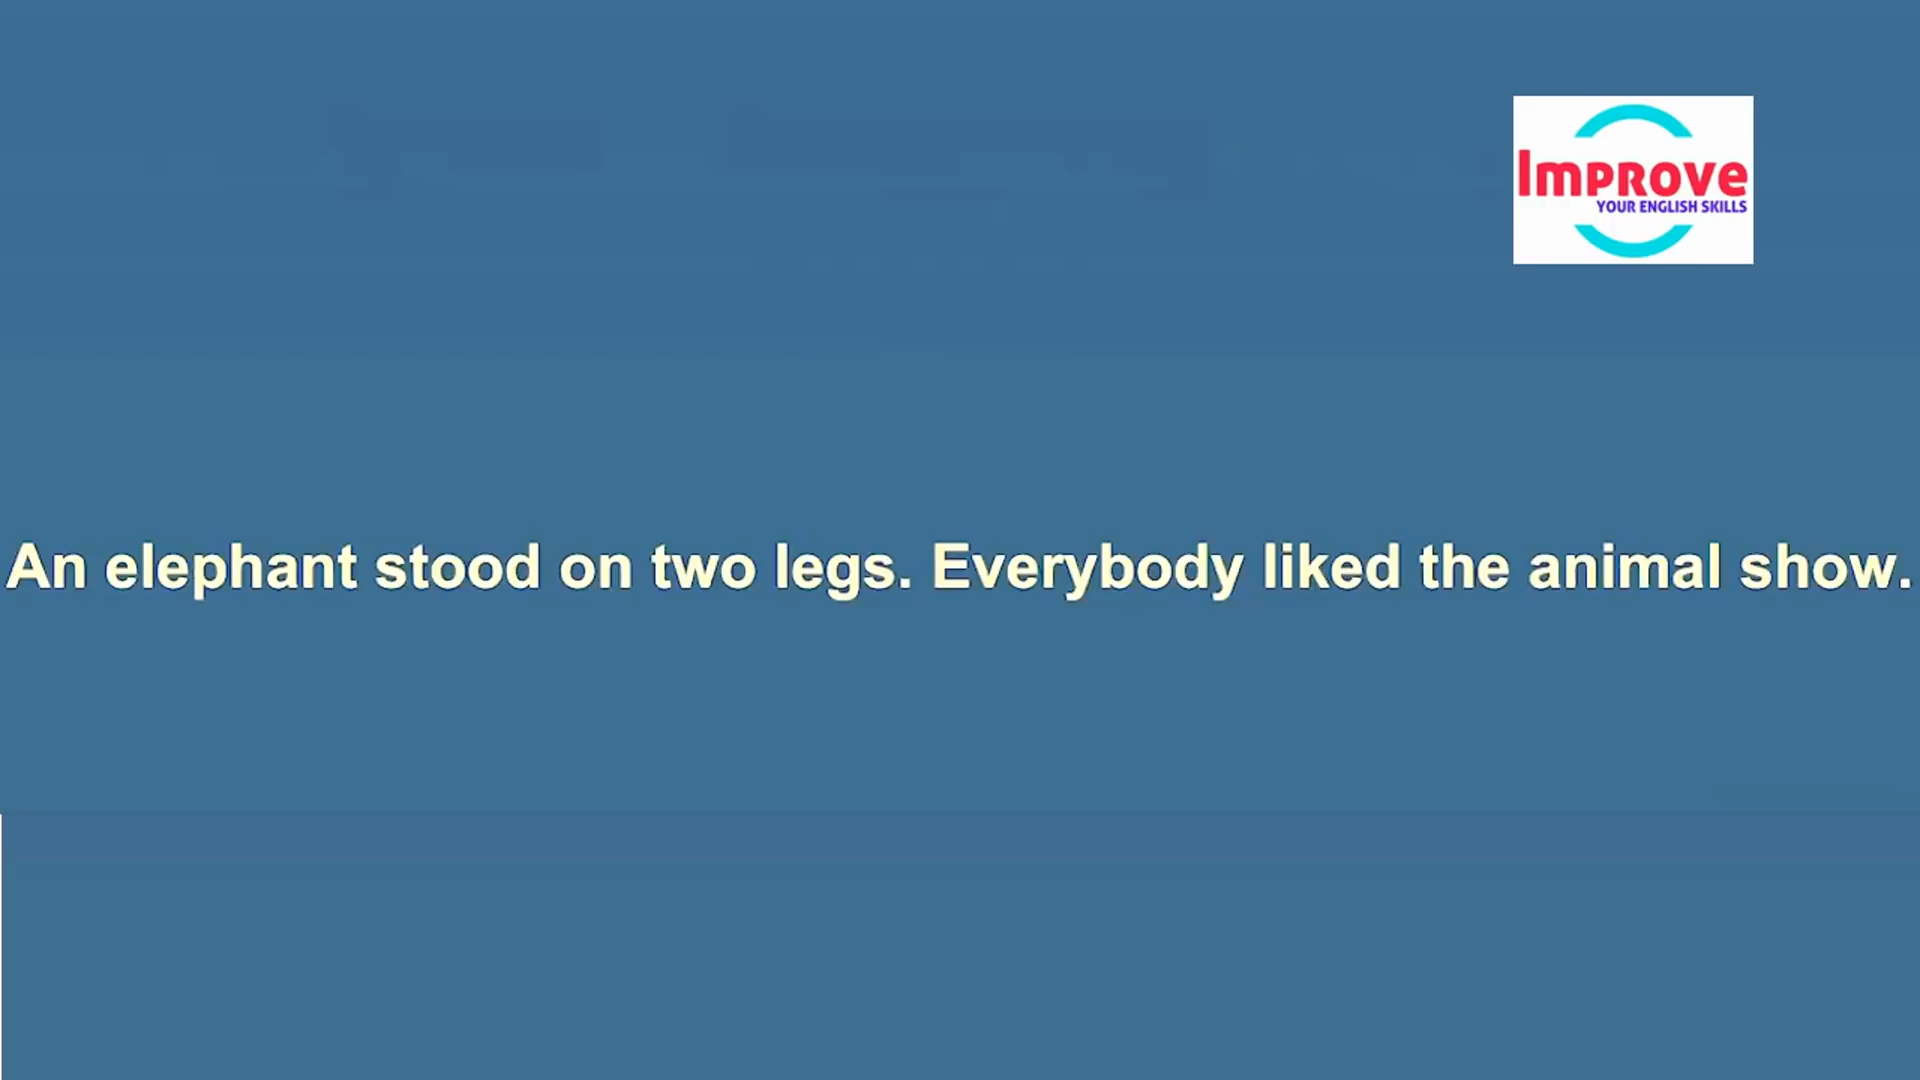 Improve
YOUR ENGLISH SKILLS
An elephant stood on two legs. Everybody liked the animal show.